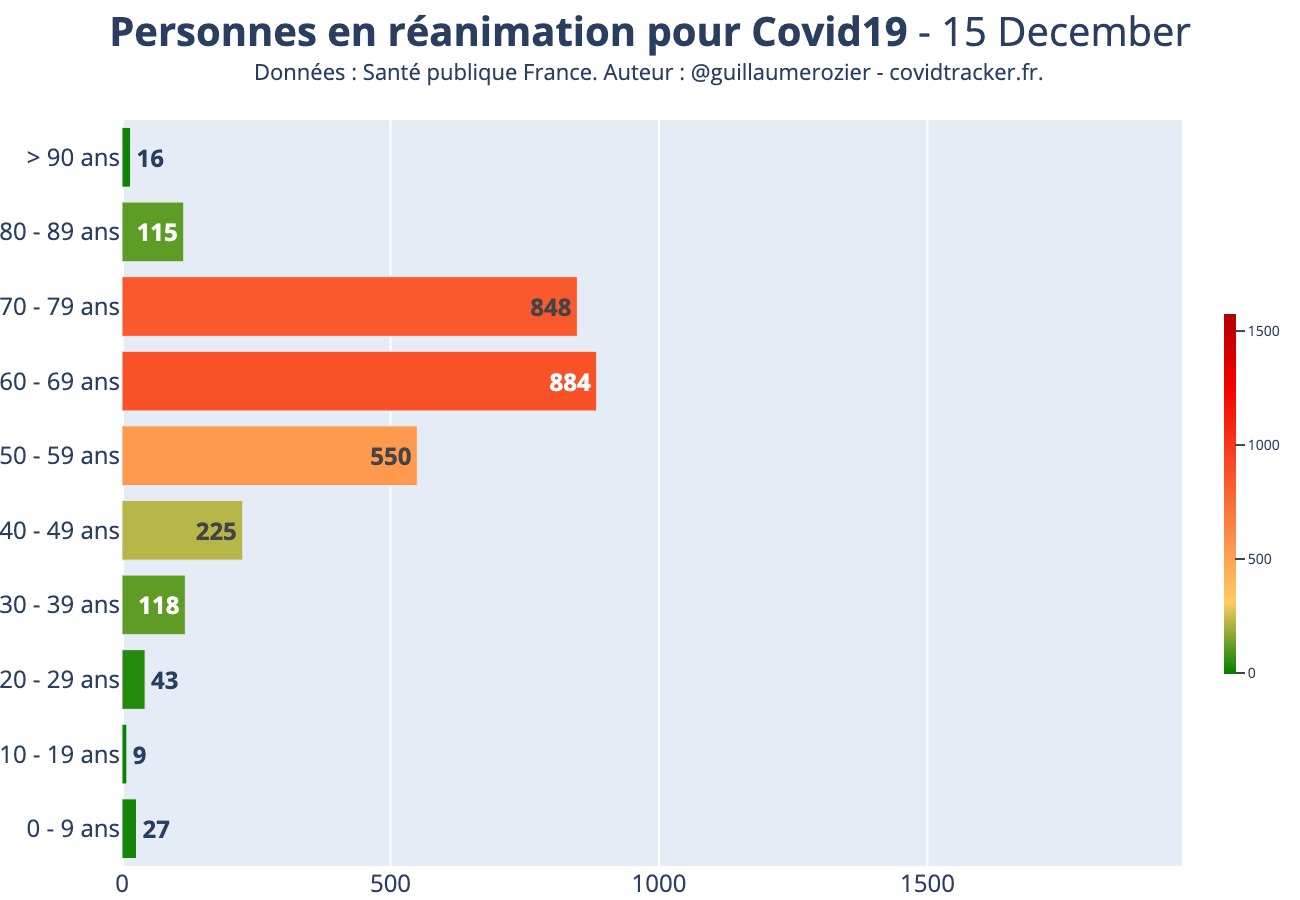 Personnes en réanimation pour Covid19 - 15 December
Données : Santé publique France. Auteur : @guillaumerozier - covidtracker.fr.
> 90 ans 16
80 - 89 ans 115
70 - 79 ans 848
60 - 69 ans 884
50 - 59 ans 550
40 - 49 ans 225
30 - 39 ans 118
20 - 29 ans 43
10 - 19 ans 9
0 - 9 ans 27
0 500 1000 1500
1500
1000
500
0